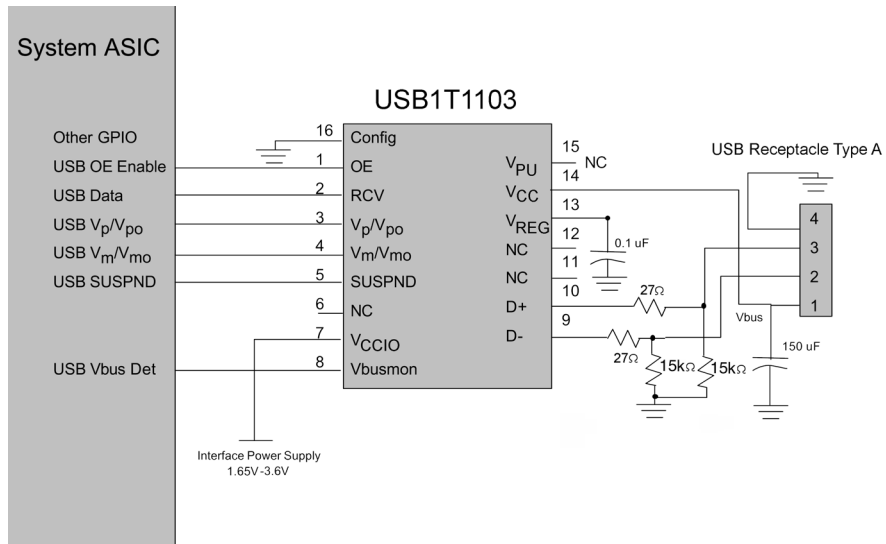 System ASIC
USB1T1103
Other GPIO
USB OE Enable
USB Data
USB Vp/Vpo
USB Vm/Vmo
USB SUSPND
USB Vbus Det
16
1
2
3
4
5
6
7
8
Config
OE
RCV
Vp/Vpo
Vm/Vmo
SUSPND
NC
VCCIO
Vbusmon
VPU
VCC
VREG
NC
NC
D+
D-
15
NC
14
13
12
11
10
9
0.1 uF
27Ω
27Ω
15kΩ
15kΩ
USB Receptacle Type A
4
3
2
1
Vbus
150 uF
Interface Power Supply
1.65V-3.6V